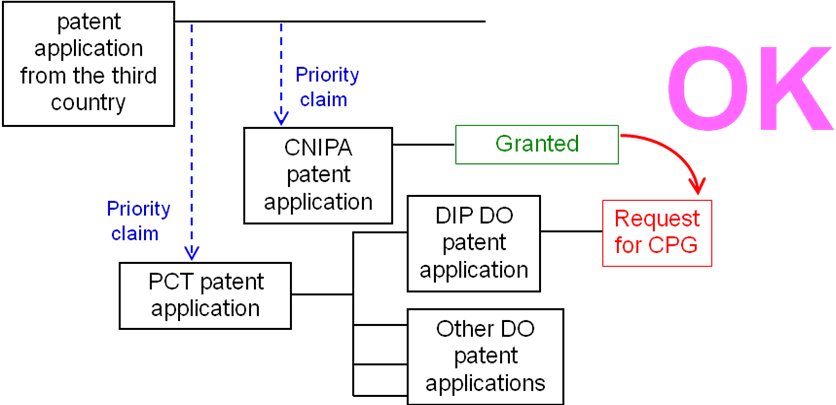 patent
application
from the third
country
OK
Priority
claim
CNIPA
patent
application
Granted
Priority
claim
DIP DO
patent
application
Request
for CPG
PCT patent
application
Other DO
patent
applications